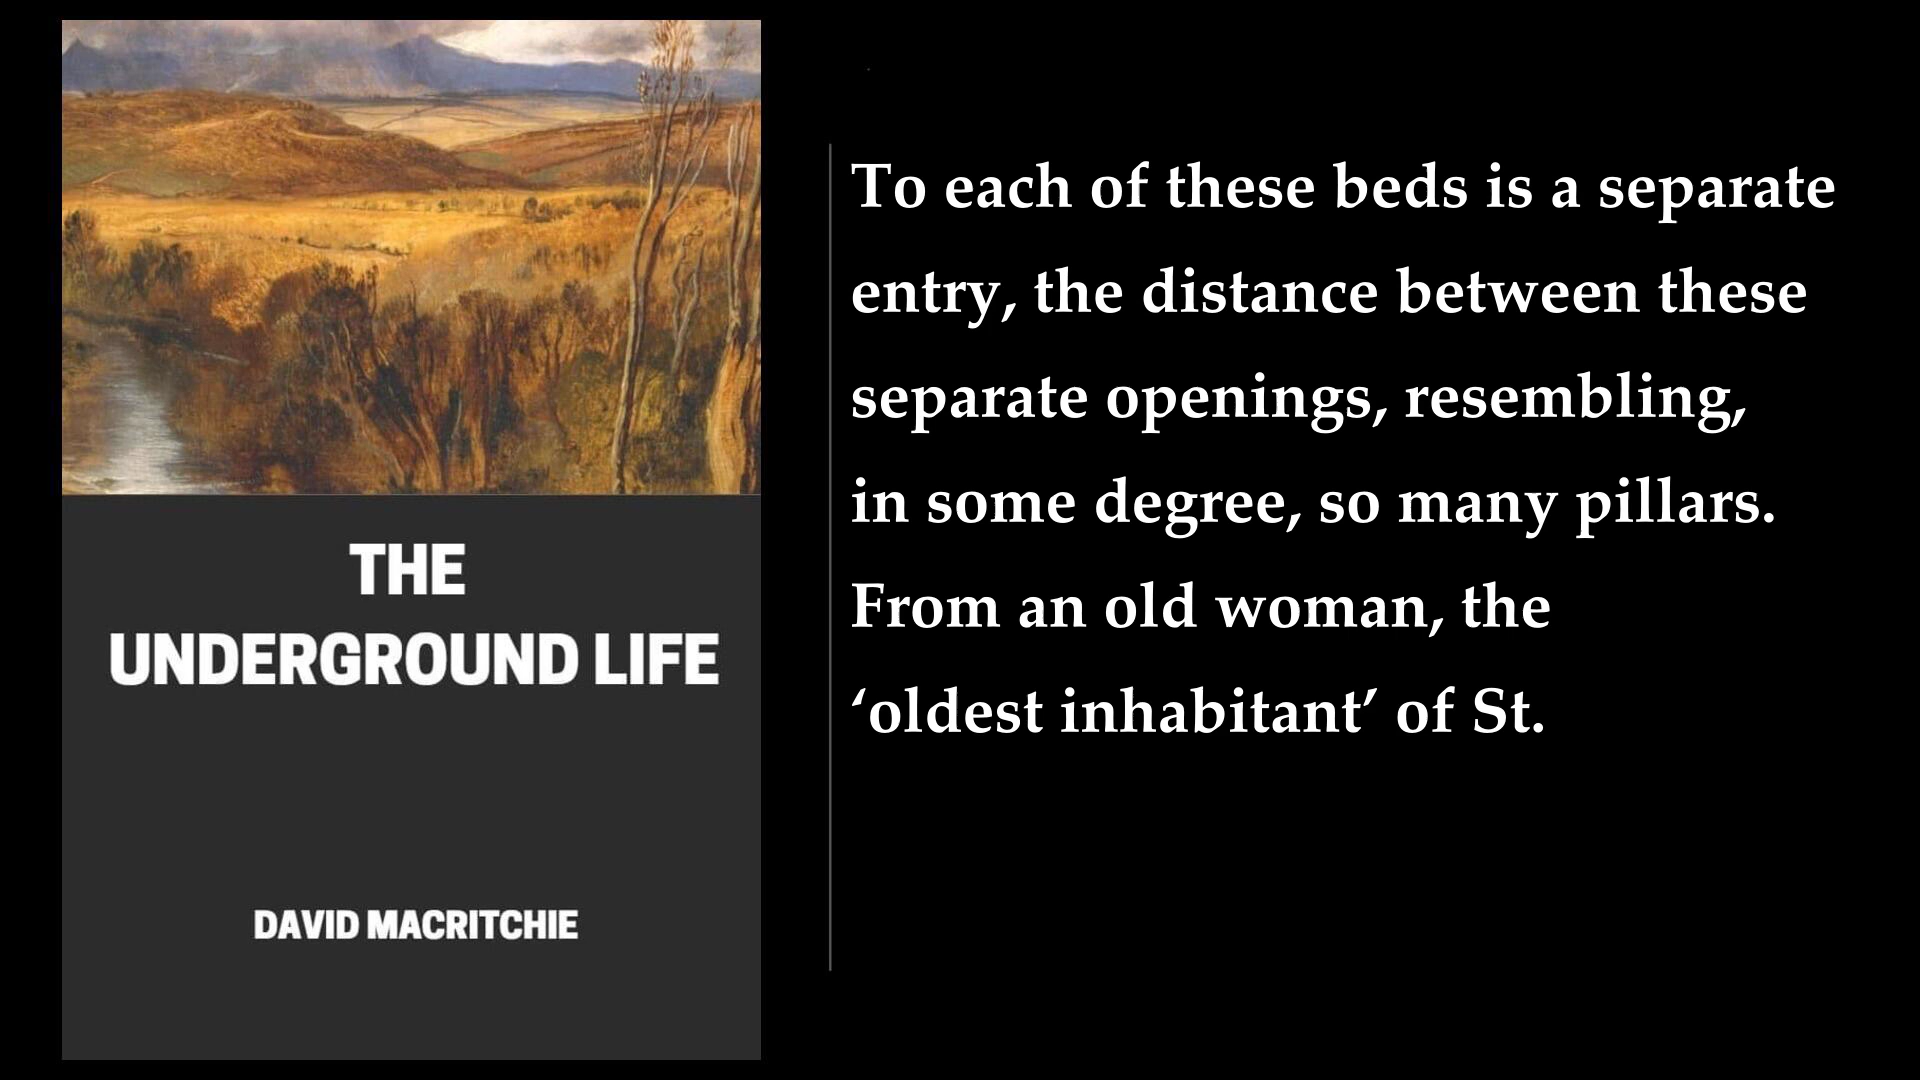 THE
UNDERGROUND LIFE
DAVID MACRITCHIE
To each of these beds is a separate
entry, the distance between these
separate openings, resembling,
in some degree, so many pillars.
From an old woman, the
‘oldest inhabitant’ of St.